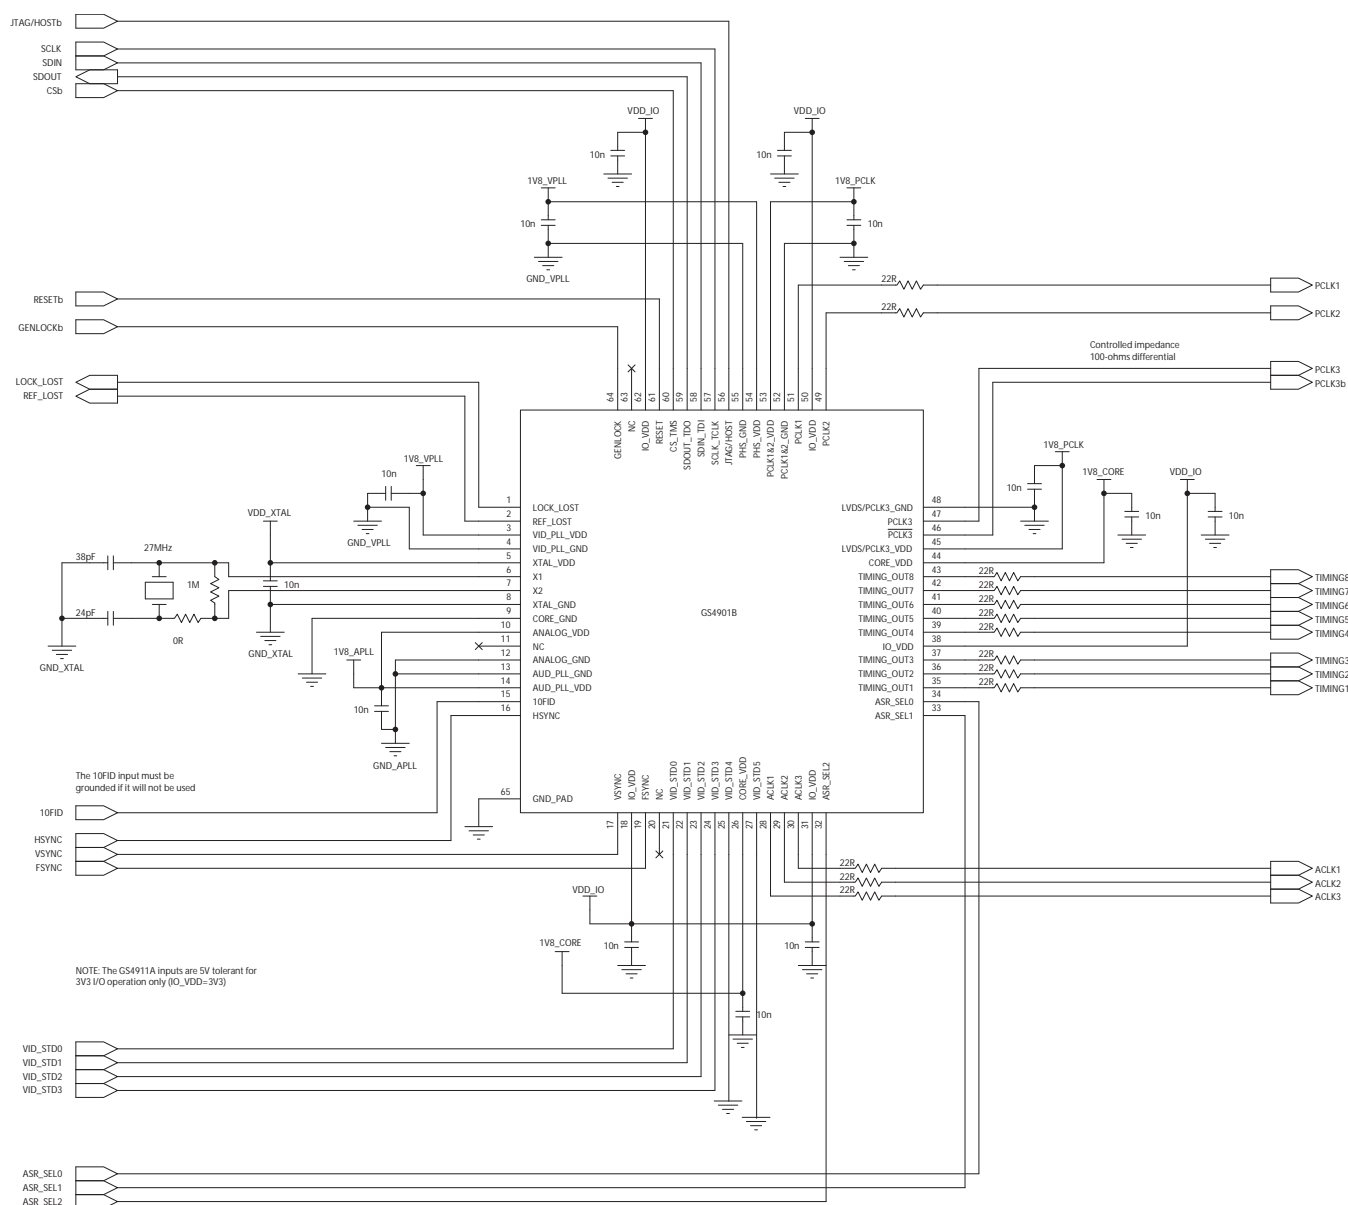 JTAG/HOSTb
SCLK
SDIN
SDOUT
CSb
VDD_IO
VDD_IO
10n
10n
1V8_VPLL
1V8_PCLK
10n
10n
GND_VPLL
22R
PCLK1
RESETb
22R
PCLK2
GENLOCKb
Controlled impedance
100-ohms differential
PCLK3
LOCK_LOST
PCLK3b
REF_LOST
64
63
62
61
60
59
58
57
56
55
54
53
52
51
50
49
GENLOCK
NC
IO_VDD
RESET
CS_TMS
SDOUT_TDO
SDIN_TDI
SCLK_TCLK
JTAG/HOST
PHS_GND
PHS_VDD
PCLK1&2_VDD
PCLK1&2_GND
PCLK1
IO_VDD
PCLK2
1V8_VPLL
10n
GND_VPLL
VDD_XTAL
38pF
27MHz
1M
10n
24pF
0R
GND_XTAL
GND_XTAL
1V8_APLL
10n
GND_APLL
1 LOCK_LOST
2 REF_LOST
3 VID_PLL_VDD
4 VID_PLL_GND
5 XTAL_VDD
6 X1
7 X2
8 XTAL_GND
9 CORE_GND
10 ANALOG_VDD
11 NC
12 ANALOG_GND
13 AUD_PLL_GND
14 AUD_PLL_VDD
15 10FID
16 HSYNC
65 GND_PAD
GS4901B
1V8_PCLK
10n
1V8_CORE
10n
VDD_IO
10n
LVDS/PCLK3_GND 48
PCLK3 47
PCLK3 46
LVDS/PCLK3_VDD 45
CORE_VDD 44
TIMING_OUT8 43 22R TIMING8
TIMING_OUT7 42 22R TIMING7
TIMING_OUT6 41 22R TIMING6
TIMING_OUT5 40 22R TIMING5
TIMING_OUT4 39 22R TIMING4
IO_VDD 38
TIMING_OUT3 37 22R TIMING3
TIMING_OUT2 36 22R TIMING2
TIMING_OUT1 35 22R TIMING1
ASR_SEL0 34
ASR_SEL1 33
The 10FID input must be
grounded if it will not be used
10FID
HSYNC
VSYNC
FSYNC
VSYNC
IO_VDD
FSYNC
NC
VID_STD0
VID_STD1
VID_STD2
VID_STD3
VID_STD4
CORE_VDD
VID_STD5
ACLK1
ACLK2
ACLK3
IO_VDD
ASR_SEL2
17
18
19
20
21
22
23
24
25
26
27
28
29
30
31
32
22R
ACLK1
22R
ACLK2
22R
ACLK3
VDD_IO
1V8_CORE
10n
10n
10n
NOTE: The GS4911A inputs are 5V tolerant for
3V3 I/O operation only (IO_VDD=3V3)
VID_STD0
VID_STD1
VID_STD2
VID_STD3
ASR_SEL0
ASR_SEL1
ASR_SEL2